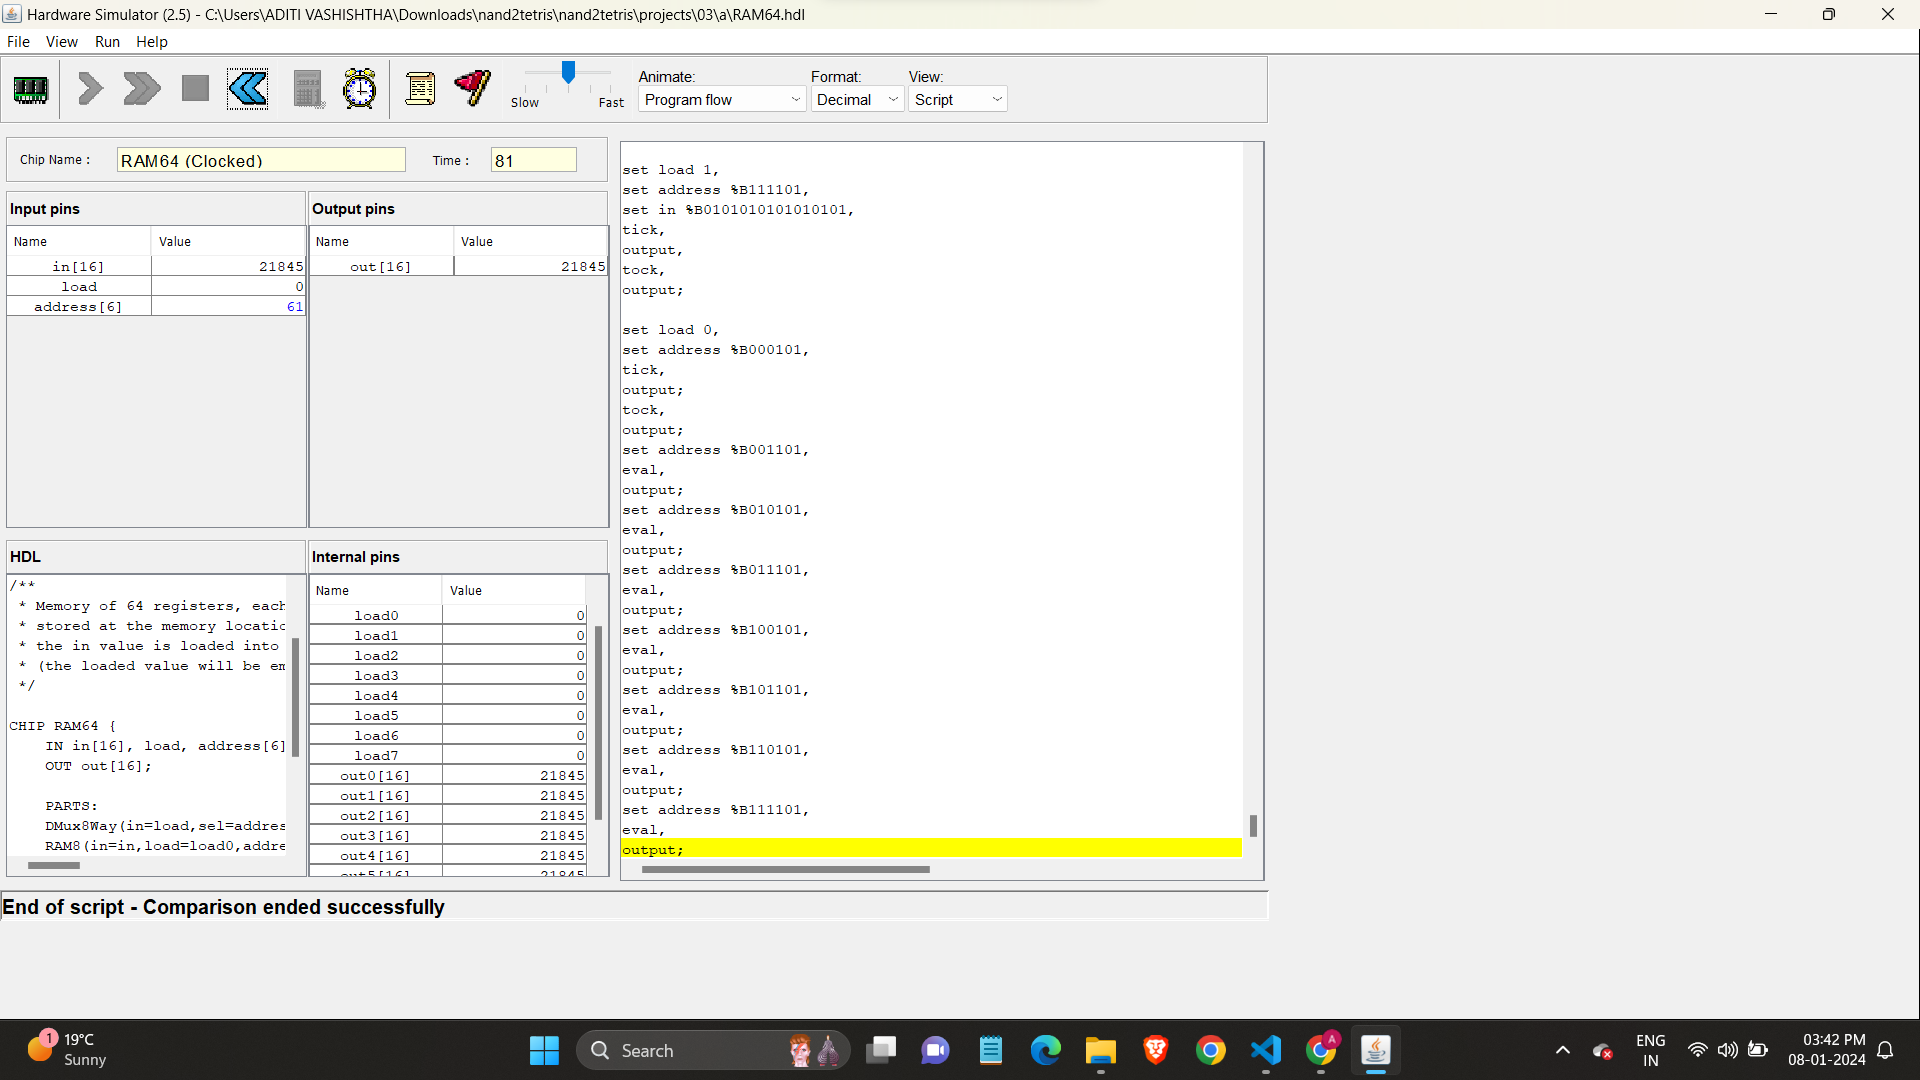 Hardware Simulator (2.5) - C:\Users\ADITI VASHISHTHA\Downloads\nand2tetris\nand2tetris\projects\03\a\RAM64.hdl
File View Run Help
Slow Fast
Animate:
Program flow
Format:
Decimal
View:
Script
Chip Name :
RAM64 (Clocked)
Time :
81
Input pins
Name Value
in[16] 21845
load 0
address[6] 61
Output pins
Name Value
out[16] 21845
HDL
/**
* Memory of 64 registers, each
* stored at the memory locatio
* the in value is loaded into
* (the loaded value will be em
*/
CHIP RAM64 {
IN in[16], load, address[6]
OUT out[16];
PARTS:
DMux8Way(in=load,sel=addres
RAM8(in=in,load=load0,addre
Internal pins
Name Value
load0 0
load1 0
load2 0
load3 0
load4 0
load5 0
load6 0
load7 0
out0[16] 21845
out1[16] 21845
out2[16] 21845
out3[16] 21845
out4[16] 21845
out5[16] 21845
set load 1,
set address %B111101,
set in %B0101010101010101,
tick,
output,
tock,
output;
set load 0,
set address %B000101,
tick,
output;
tock,
output;
set address %B001101,
eval,
output;
set address %B010101,
eval,
output;
set address %B011101,
eval,
output;
set address %B100101,
eval,
output;
set address %B101101,
eval,
output;
set address %B110101,
eval,
output;
set address %B111101,
eval,
output;
End of script - Comparison ended successfully
1
19°C
Sunny
Search
A
ENG
IN
03:42 PM
08-01-2024